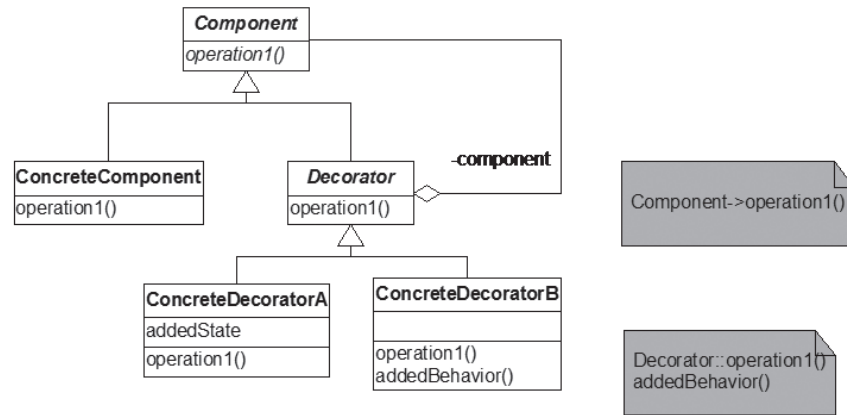 Component
operation1()
-component
ConcreteComponent
operation1()
Decorator
operation1()
Component->operation1()
ConcreteDecoratorA
addedState
operation1()
ConcreteDecoratorB
operation1()
addedBehavior()
Decorator::operation1()
addedBehavior()